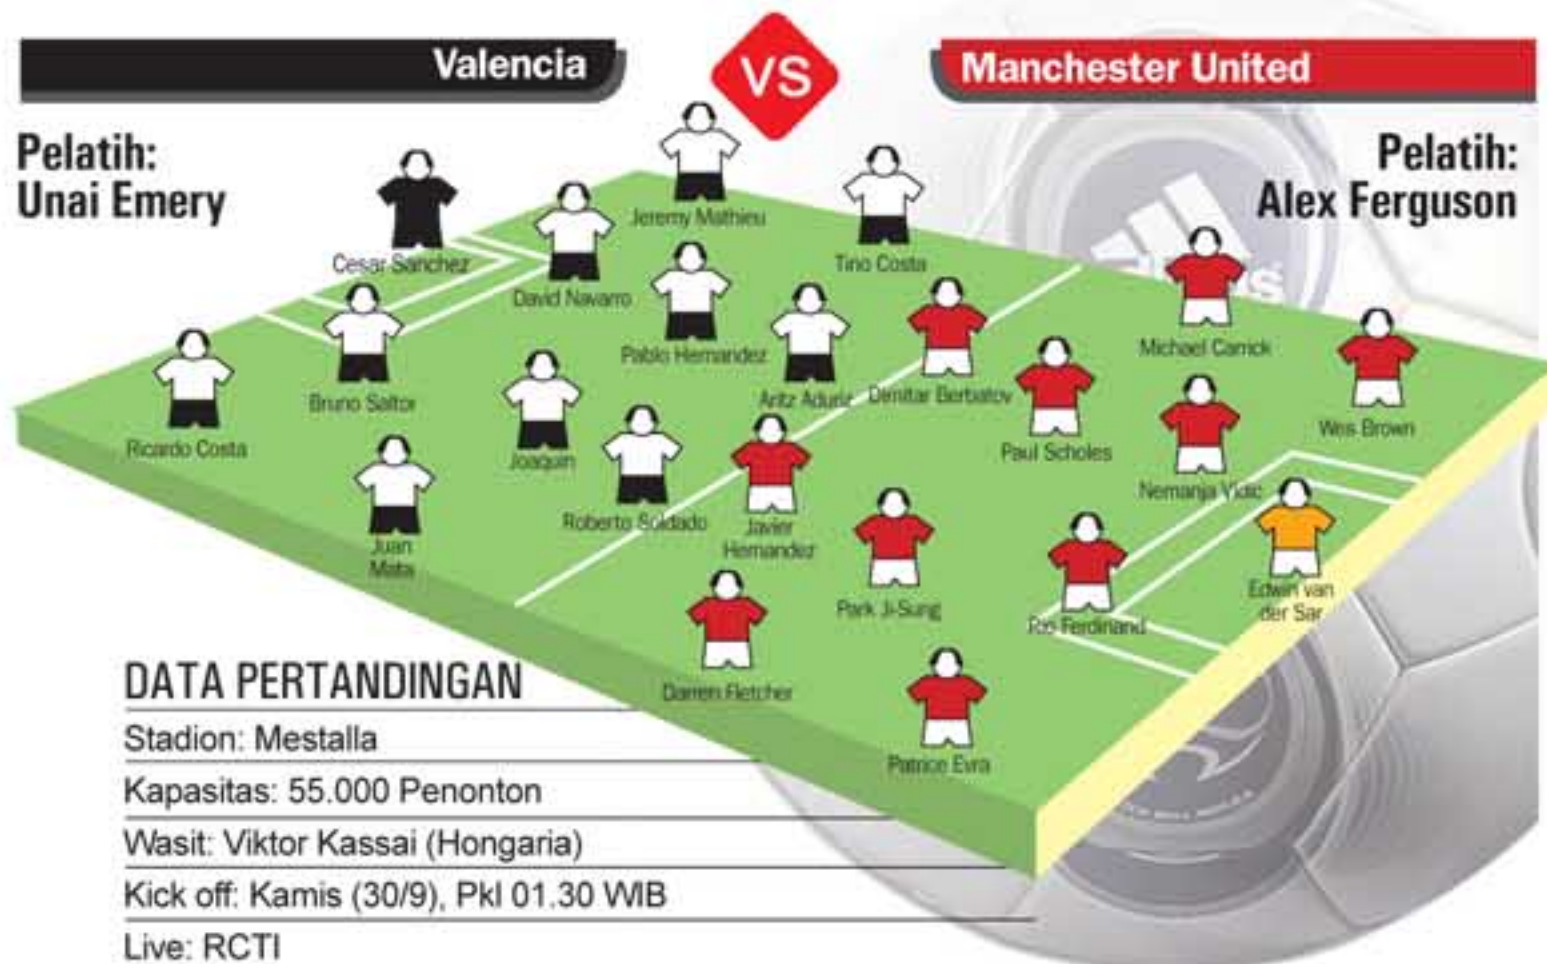 Valencia
VS
Manchester United
Pelatih:
Unai Emery
Pelatih:
Alex Ferguson
Jeremy Mathieu
Cesar Sanchez
Tino Costa
David Navarro
Pablo Hernandez
Michael Carrick
Bruno Saltor
Aritz Aduriz
Dimitar Berbatov
Ricardo Costa
Joaquin
Paul Scholes
Wes Brown
Nemanja Vidic
Roberto Soldado
Javier
Hernandez
Juan
Mata
Park Ji-Sung
Rio Ferdinand
Edwin van
der Sar
Darren Fletcher
Patrice Evra
DATA PERTANDINGAN
Stadion: Mestalla
Kapasitas: 55.000 Penonton
Wasit: Viktor Kassai (Hongaria)
Kick off: Kamis (30/9), Pkl 01.30 WIB
Live: RCTI